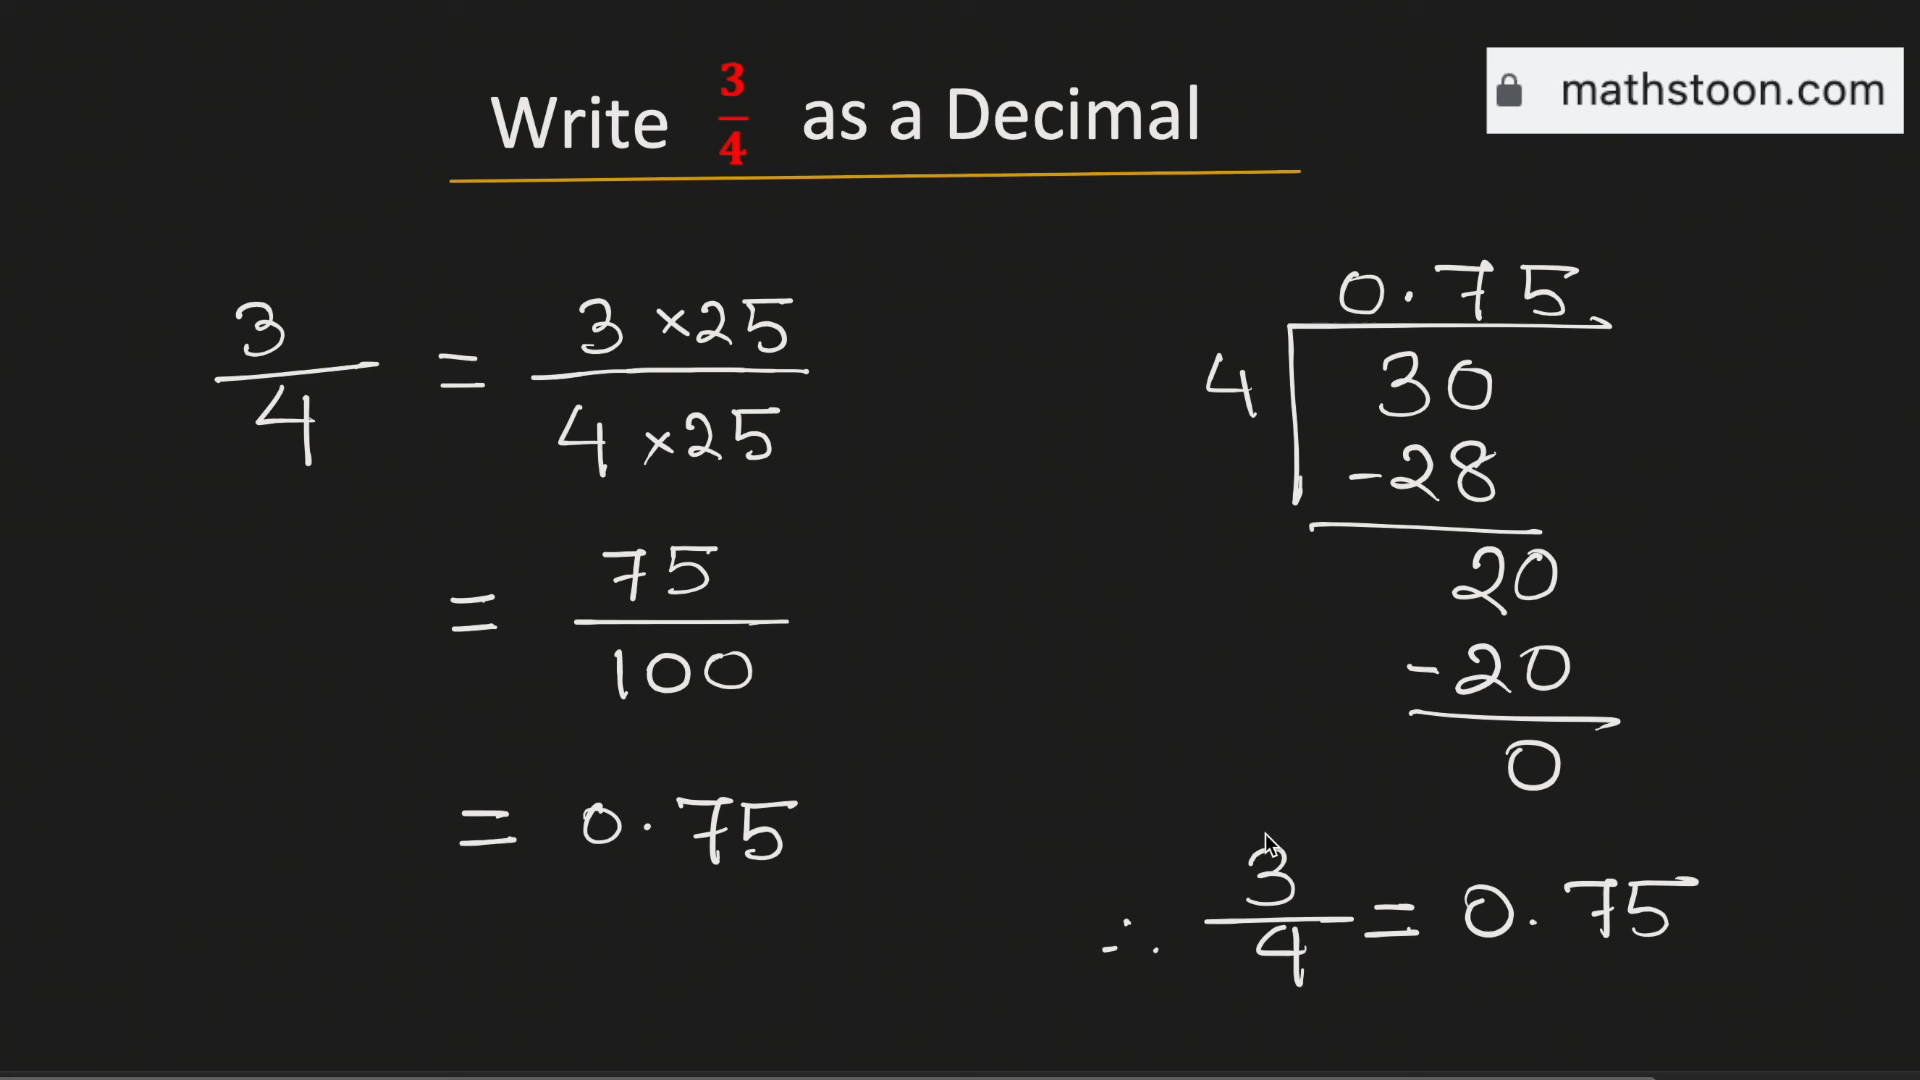 Write 3/4 as a Decimal
mathstoon.com
3/4 = 3 ×25 / 4 ×25
= 75/100
= 0.75
0.75
4 30
-28
20
-20
0
∴ 3/4 = 0.75